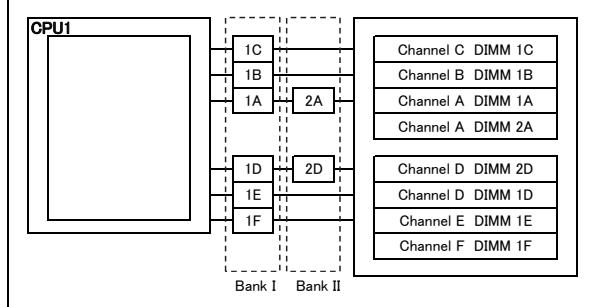 CPU1
1C
1B
1A 2A
1D 2D
1E
1F
Bank I Bank II
Channel C DIMM 1C
Channel B DIMM 1B
Channel A DIMM 1A
Channel A DIMM 2A
Channel D DIMM 2D
Channel D DIMM 1D
Channel E DIMM 1E
Channel F DIMM 1F